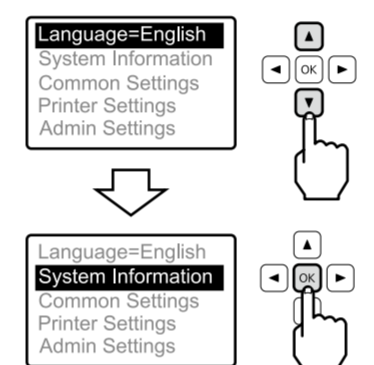 Language=English
System Information
Common Settings
Printer Settings
Admin Settings
OK
Language=English
System Information
Common Settings
Printer Settings
Admin Settings
OK